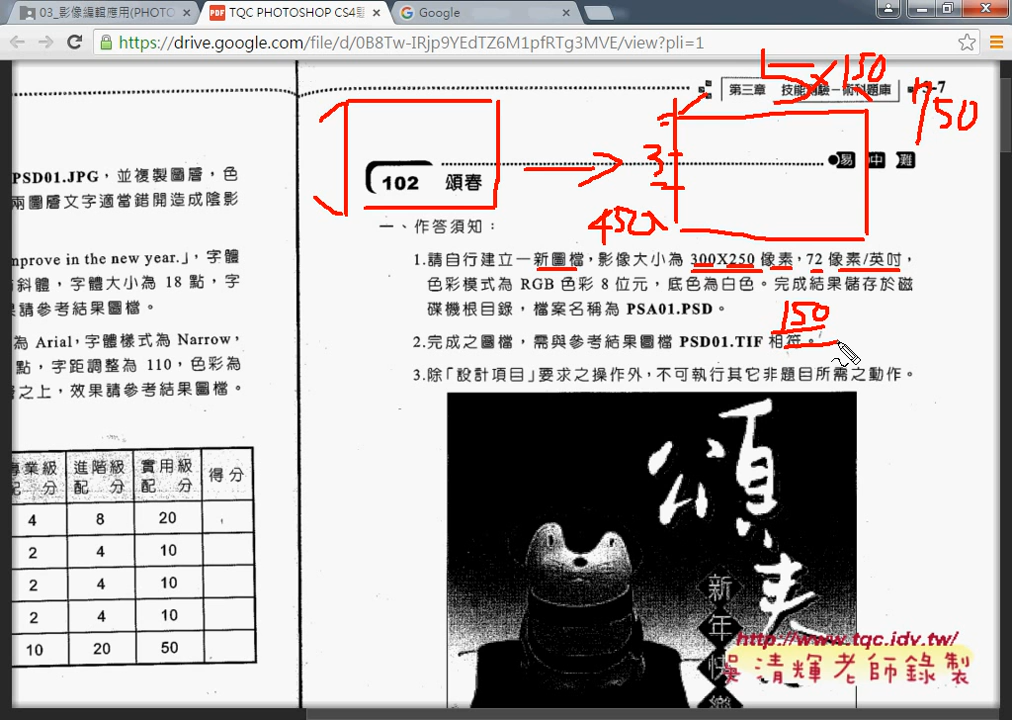 03_影像編輯應用(PHOTO
TQC PHOTOSHOP CS4
Google
https://drive.google.com/file/d/0B8Tw-IRjp9YEdTZ6M1pfRTg3MVE/view?pli=1
第三章 技能測驗－術科題庫
3-7
5×150
750
3
450
易 中 難
102 頌春
PSD01.JPG，並複製圖層，色
兩圖層文字適當錯開造成陰影
mprove in the new year.」，字體
斜體，字體大小為 18 點，字
果請參考結果圖檔。
為 Arial，字體樣式為 Narrow，
點，字距調整為 110，色彩為
之上，效果請參考結果圖檔。
專業級 進階級 實用級 得分
配分 配分 配分
4 8 20
2 4 10
2 4 10
2 4 10
10 20 50
一、作答須知：
1.請自行建立一新圖檔，影像大小為 300X250 像素，72 像素/英吋，
色彩模式為 RGB 色彩 8 位元，底色為白色。完成結果儲存於磁
碟機根目錄，檔案名稱為 PSA01.PSD。
150
2.完成之圖檔，需與參考結果圖檔 PSD01.TIF 相符。
3.除「設計項目」要求之操作外，不可執行其它非題目所需之動作。
頌春
新年快樂
http://www.tqc.idv.tw/
吳清輝老師錄製